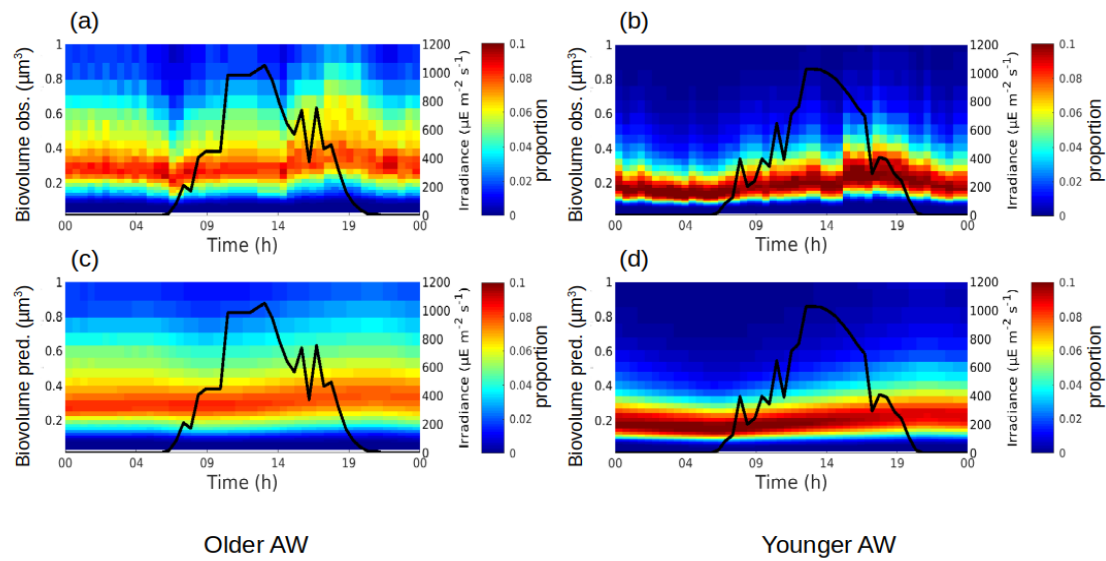 (a)
Biovolume obs. (µm³)
1
0.8
0.6
0.4
0.2
00 04 09 14 19 00
Time (h)
1200
1000
800
600
400
200
0
Irradiance (µE m⁻² s⁻¹)
0.1
0.08
0.06
0.04
0.02
0
proportion
(b)
Biovolume obs. (µm³)
1
0.8
0.6
0.4
0.2
00 04 09 14 19 00
Time (h)
1200
1000
800
600
400
200
0
Irradiance (µE m⁻² s⁻¹)
0.1
0.08
0.06
0.04
0.02
0
proportion
(c)
Biovolume pred. (µm³)
1
0.8
0.6
0.4
0.2
00 04 09 14 19 00
Time (h)
1200
1000
800
600
400
200
0
Irradiance (µE m⁻² s⁻¹)
0.1
0.08
0.06
0.04
0.02
0
proportion
(d)
Biovolume pred. (µm³)
1
0.8
0.6
0.4
0.2
00 04 09 14 19 00
Time (h)
1200
1000
800
600
400
200
0
Irradiance (µE m⁻² s⁻¹)
0.1
0.08
0.06
0.04
0.02
0
proportion
Older AW
Younger AW